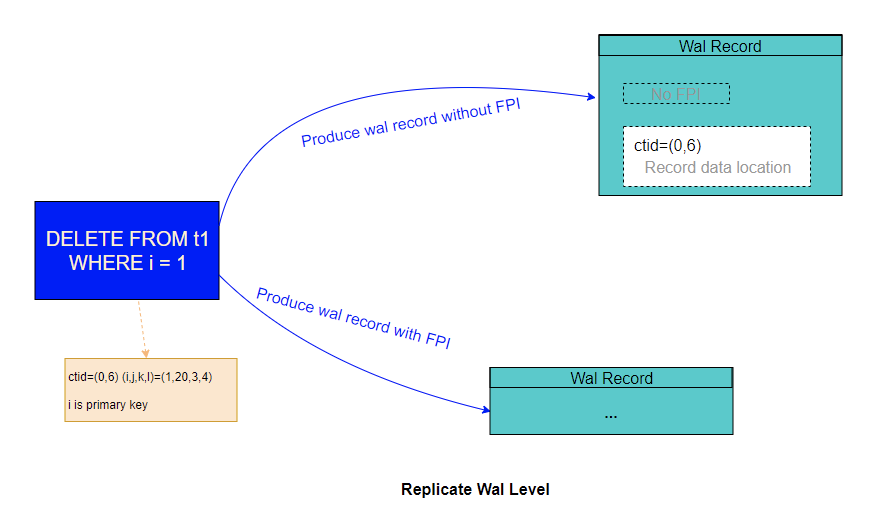 Wal Record
No FPI
Produce wal record without FPI
ctid=(0,6)
Record data location
DELETE FROM t1
WHERE i = 1
Produce wal record with FPI
ctid=(0,6) (i,j,k,l)=(1,20,3,4)
i is primary key
Wal Record
...
Replicate Wal Level